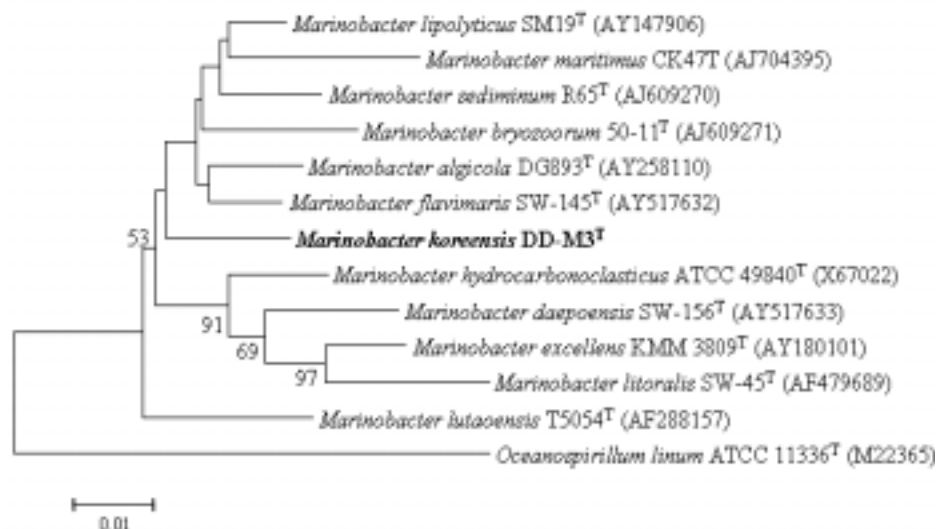 Marinobacter lipolyticus SM19ᵀ (AY147906)
Marinobacter maritimus CK47T (AJ704395)
Marinobacter sediminum R65ᵀ (AJ609270)
Marinobacter bryozoorum 50-11ᵀ (AJ609271)
Marinobacter algicola DG893ᵀ (AY258110)
Marinobacter flavimaris SW-145ᵀ (AY517632)
53
Marinobacter koreensis DD-M3ᵀ
Marinobacter hydrocarbonoclasticus ATCC 49840ᵀ (X67022)
91
Marinobacter daepoensis SW-156ᵀ (AY517633)
69
Marinobacter excellens KMM 3809ᵀ (AY180101)
97
Marinobacter litoralis SW-45ᵀ (AF479689)
Marinobacter lutaoensis T5054ᵀ (AF288157)
Oceanospirillum linum ATCC 11336ᵀ (M22365)
0.01